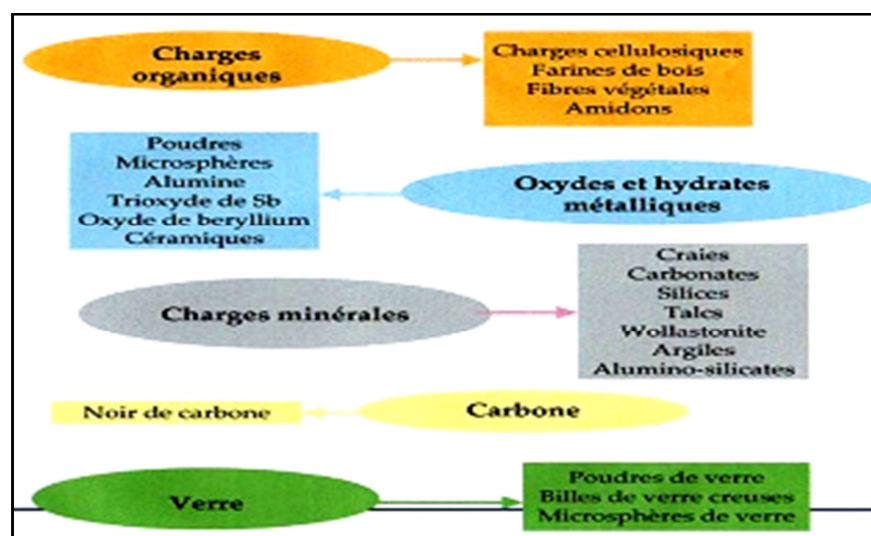 Charges
organiques
Charges cellulosiques
Farines de bois
Fibres végétales
Amidons
Poudres
Microsphères
Alumine
Trioxyde de Sb
Oxyde de beryllium
Céramiques
Oxydes et hydrates
métalliques
Charges minérales
Craies
Carbonates
Silices
Talcs
Wollastonite
Argiles
Alumino-silicates
Noir de carbone
Carbone
Verre
Poudres de verre
Billes de verre creuses
Microsphères de verre